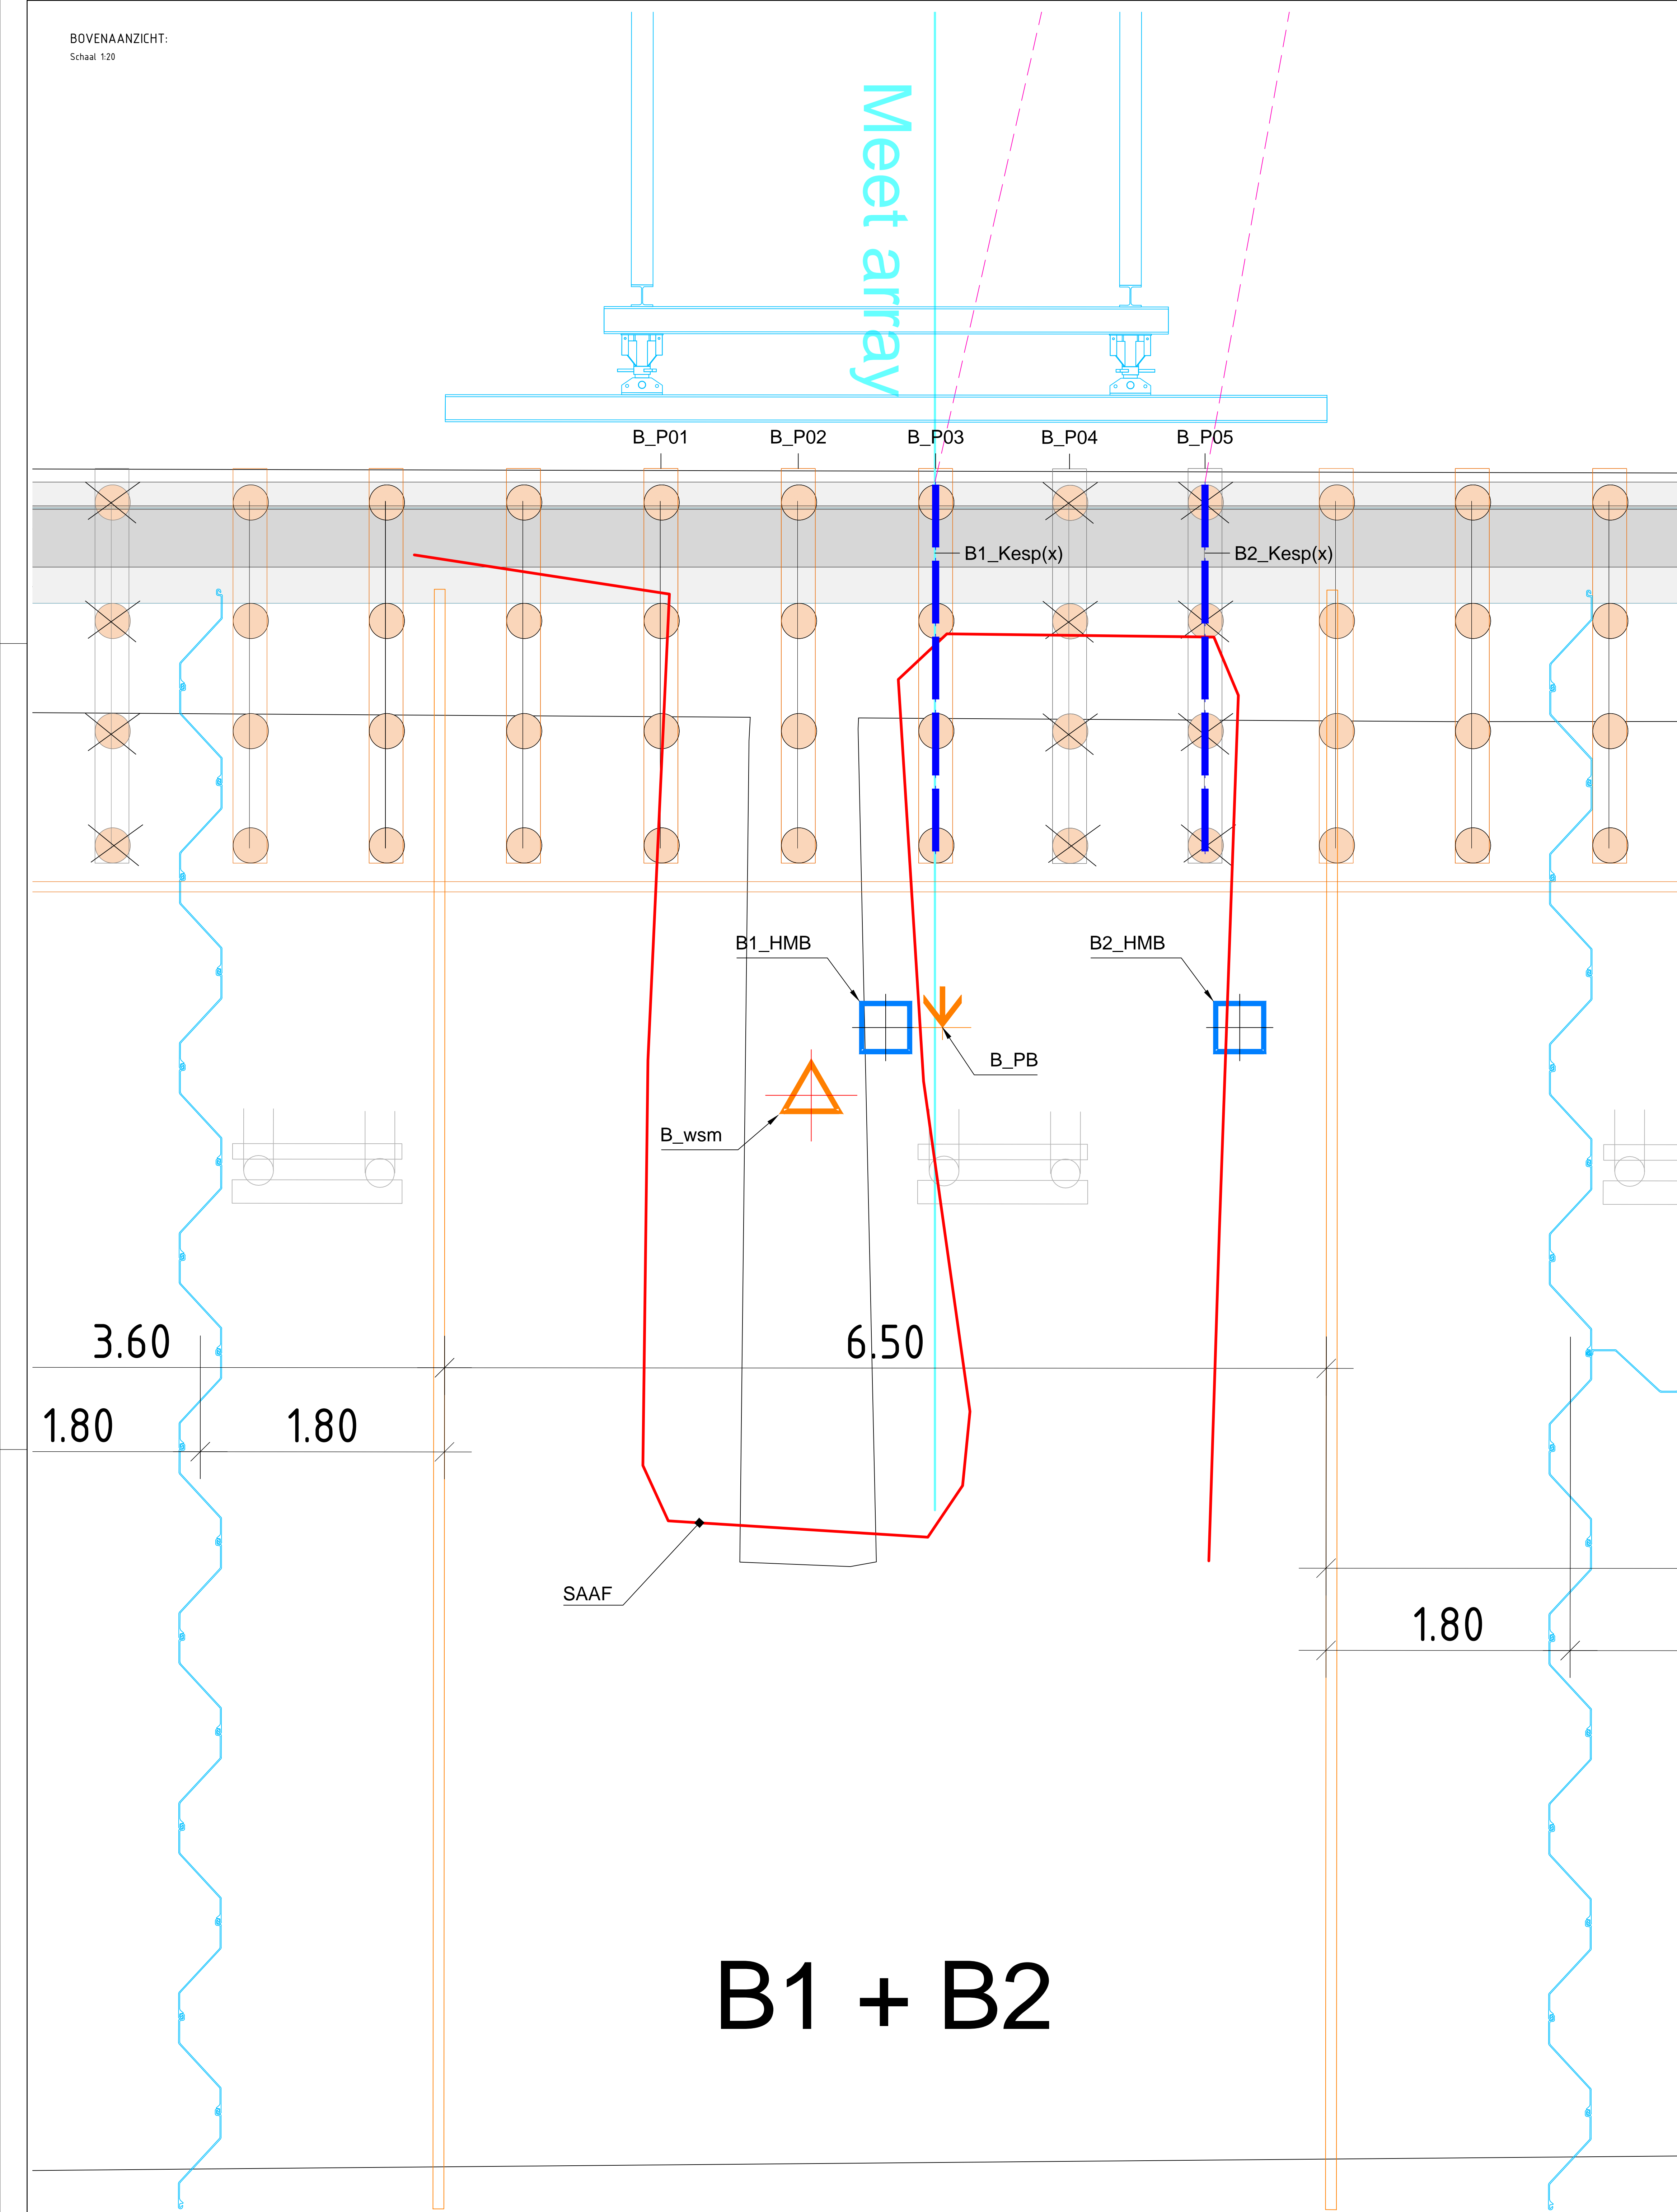 BOVENAANZICHT:
Schaal 1:20
Meet array
B_P01
B_P02
B_P03
B_P04
B_P05
B1_Kesp(x)
B2_Kesp(x)
B1_HMB
B2_HMB
B_PB
B_wsm
3.60
6.50
1.80
1.80
SAAF
1.80
B1 + B2